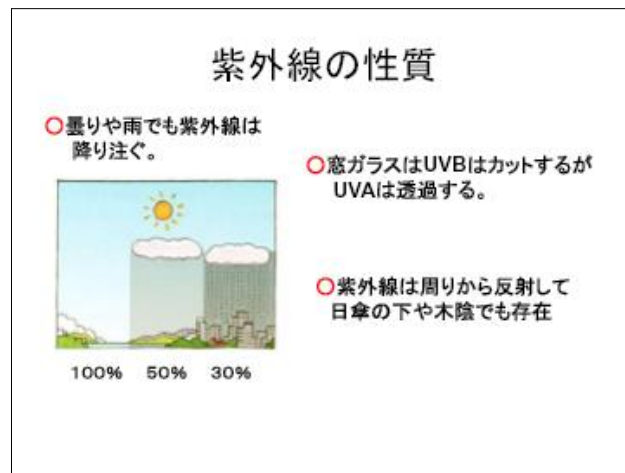 紫外線の性質
○曇りや雨でも紫外線は
降り注ぐ。
100% 50% 30%
○窓ガラスはUVBはカットするが
UVAは透過する。
○紫外線は周りから反射して
日傘の下や木陰でも存在